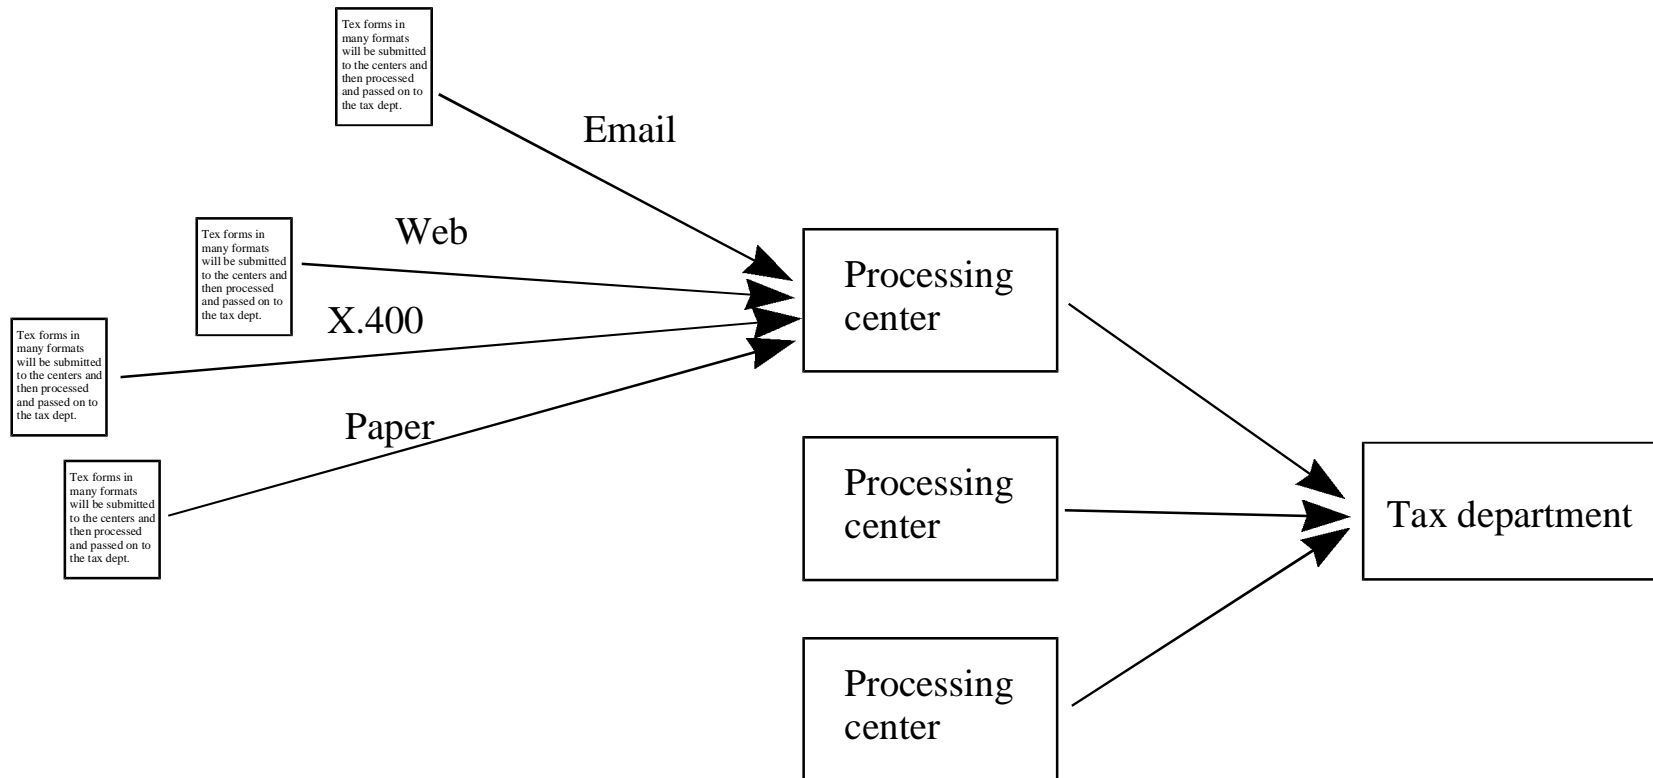 Tex forms in
many formats
will be submitted
to the centers and
then processed
and passed on to
the tax dept.
Email
Web
Tex forms in
many formats
will be submitted
to the centers and
then processed
and passed on to
the tax dept.
X.400
Tex forms in
many formats
will be submitted
to the centers and
then processed
and passed on to
the tax dept.
Paper
Tex forms in
many formats
will be submitted
to the centers and
then processed
and passed on to
the tax dept.
Processing
center
Processing
center
Processing
center
Tax department